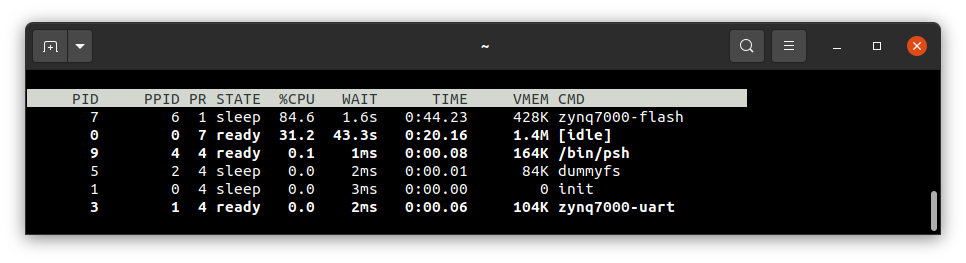 ~
PID PPID PR STATE %CPU WAIT TIME VMEM CMD
7 6 1 sleep 84.6 1.6s 0:44.23 428K zynq7000-flash
0 0 7 ready 31.2 43.3s 0:20.16 1.4M [idle]
9 4 4 ready 0.1 1ms 0:00.08 164K /bin/psh
5 2 4 sleep 0.0 2ms 0:00.01 84K dummyfs
1 0 4 sleep 0.0 3ms 0:00.00 0 init
3 1 4 ready 0.0 2ms 0:00.06 104K zynq7000-uart